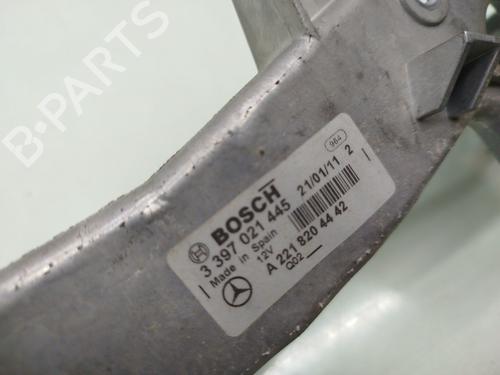 B-PARTS
984
BOSCH
3 397 021 445 21/01/11 2
Made in Spain
12V
A 221 820 44 42
Q02